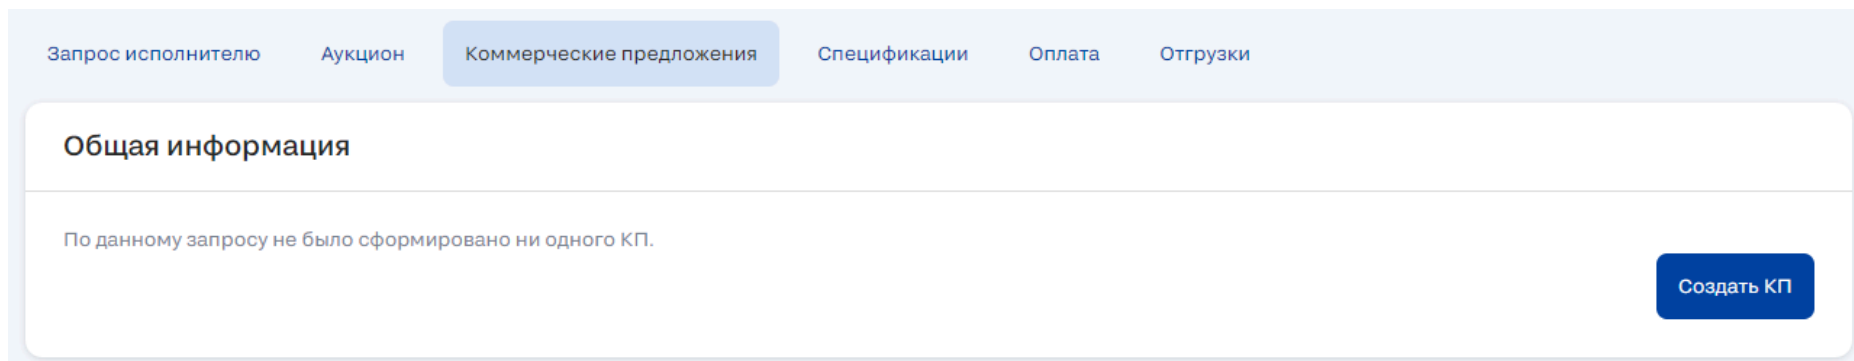 Запрос исполнителю Аукцион Коммерческие предложения Спецификации Оплата Отгрузки
Общая информация
По данному запросу не было сформировано ни одного КП.
Создать КП